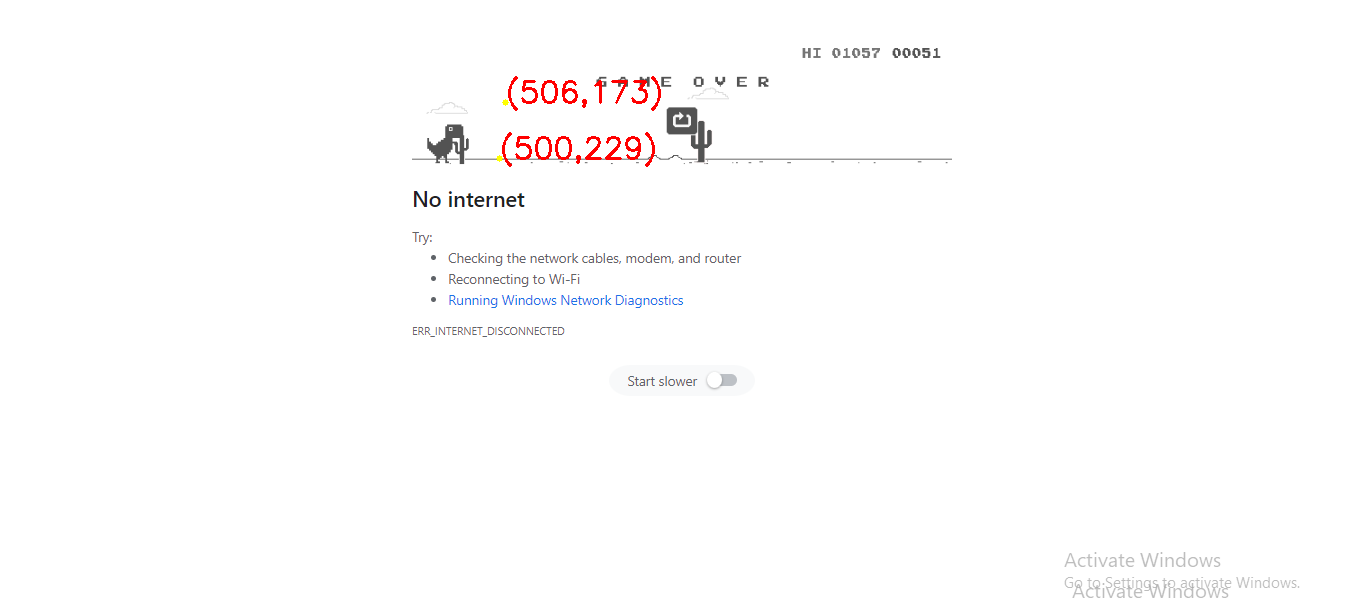 HI 01057 00051
GAME OVER
(506,173)
(500,229)
No internet
Try:
• Checking the network cables, modem, and router
• Reconnecting to Wi-Fi
• Running Windows Network Diagnostics
ERR_INTERNET_DISCONNECTED
Start slower
Activate Windows
Go to Settings to activate Windows.
Activate Windows